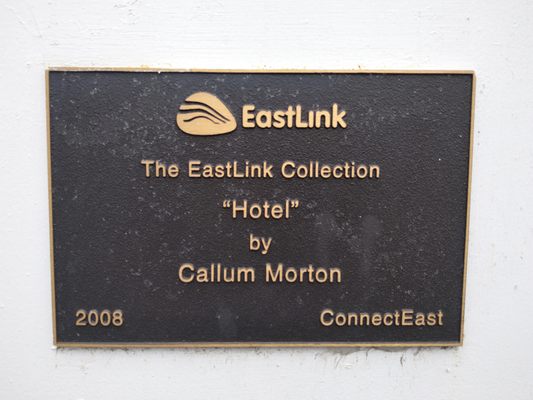 EastLink
The EastLink Collection
“Hotel”
by
Callum Morton
2008 ConnectEast